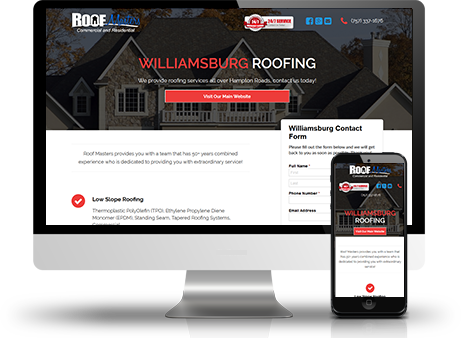 ROOF Masters
Commercial and Residential
24/7 SERVICE
(757) 337-1676
WILLIAMSBURG ROOFING
We provide roofing services all over Hampton Roads, contact us today!
Visit Our Main Website
Williamsburg Contact
Form
Please fill out the form below and we will get
back to you as soon as possible.
Full Name *
Phone Number *
Email Address
Roof Masters provides you with a team that has 50+ years combined
experience who is dedicated to providing you with extraordinary service!
Low Slope Roofing
Thermoplastic PolyOlefin (TPO), Ethylene Propylene Diene
Monomer (EPDM), Standing Seam, Tapered Roofing Systems,
ROOF Masters
Commercial and Residential
WILLIAMSBURG
ROOFING
Visit Our Main Website
Roof Masters provides you with a team that
has 50+ years combined experience who is
dedicated to providing you with extraordinary
service!
Low Slope Roofing